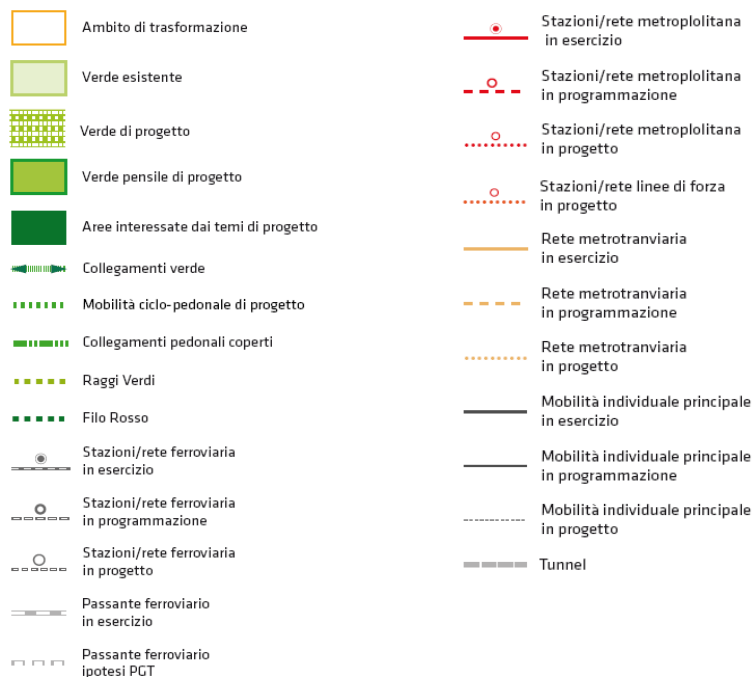 Ambito di trasformazione
Verde esistente
Verde di progetto
Verde pensile di progetto
Aree interessate dai temi di progetto
Collegamenti verde
Mobilità ciclo-pedonale di progetto
Collegamenti pedonali coperti
Raggi Verdi
Filo Rosso
Stazioni/rete ferroviaria
in esercizio
Stazioni/rete ferroviaria
in programmazione
Stazioni/rete ferroviaria
in progetto
Passante ferroviario
in esercizio
Passante ferroviario
ipotesi PGT
Stazioni/rete metroplolitana
in esercizio
Stazioni/rete metroplolitana
in programmazione
Stazioni/rete metroplolitana
in progetto
Stazioni/rete linee di forza
in progetto
Rete metrotranviaria
in esercizio
Rete metrotranviaria
in programmazione
Rete metrotranviaria
in progetto
Mobilità individuale principale
in esercizio
Mobilità individuale principale
in programmazione
Mobilità individuale principale
in progetto
Tunnel